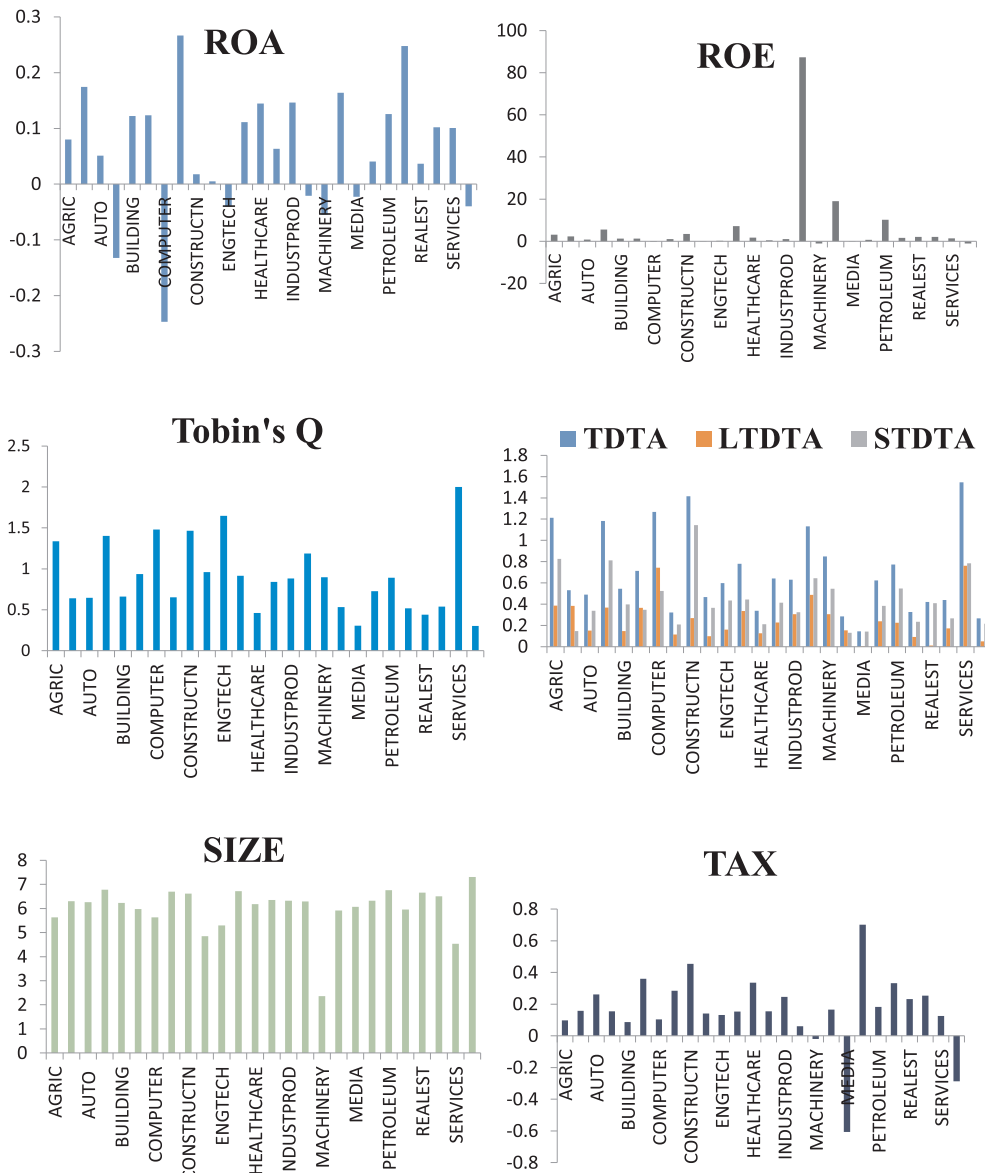 ROA
0.3
0.2
0.1
0
-0.1
-0.2
-0.3
AGRIC
AUTO
BUILDING
COMPUTER
CONSTRUCTN
ENGTECH
HEALTHCARE
INDUSTPROD
MACHINERY
MEDIA
PETROLEUM
REALEST
SERVICES
ROE
100
80
60
40
20
0
-20
AGRIC
AUTO
BUILDING
COMPUTER
CONSTRUCTN
ENGTECH
HEALTHCARE
INDUSTPROD
MACHINERY
MEDIA
PETROLEUM
REALEST
SERVICES
Tobin's Q
2.5
2
1.5
1
0.5
0
AGRIC
AUTO
BUILDING
COMPUTER
CONSTRUCTN
ENGTECH
HEALTHCARE
INDUSTPROD
MACHINERY
MEDIA
PETROLEUM
REALEST
SERVICES
TDTA LTDTA STDTA
1.8
1.6
1.4
1.2
1
0.8
0.6
0.4
0.2
0
AGRIC
AUTO
BUILDING
COMPUTER
CONSTRUCTN
ENGTECH
HEALTHCARE
INDUSTPROD
MACHINERY
MEDIA
PETROLEUM
REALEST
SERVICES
SIZE
8
7
6
5
4
3
2
1
0
AGRIC
AUTO
BUILDING
COMPUTER
CONSTRUCTN
ENGTECH
HEALTHCARE
NDUSTPROD
MACHINERY
MEDIA
PETROLEUM
REALEST
SERVICES
TAX
0.8
0.6
0.4
0.2
0
-0.2
-0.4
-0.6
-0.8
AGRIC
AUTO
BUILDING
COMPUTER
CONSTRUCTN
ENGTECH
HEALTHCARE
INDUSTPROD
MACHINERY
MEDIA
PETROLEUM
REALEST
SERVICES